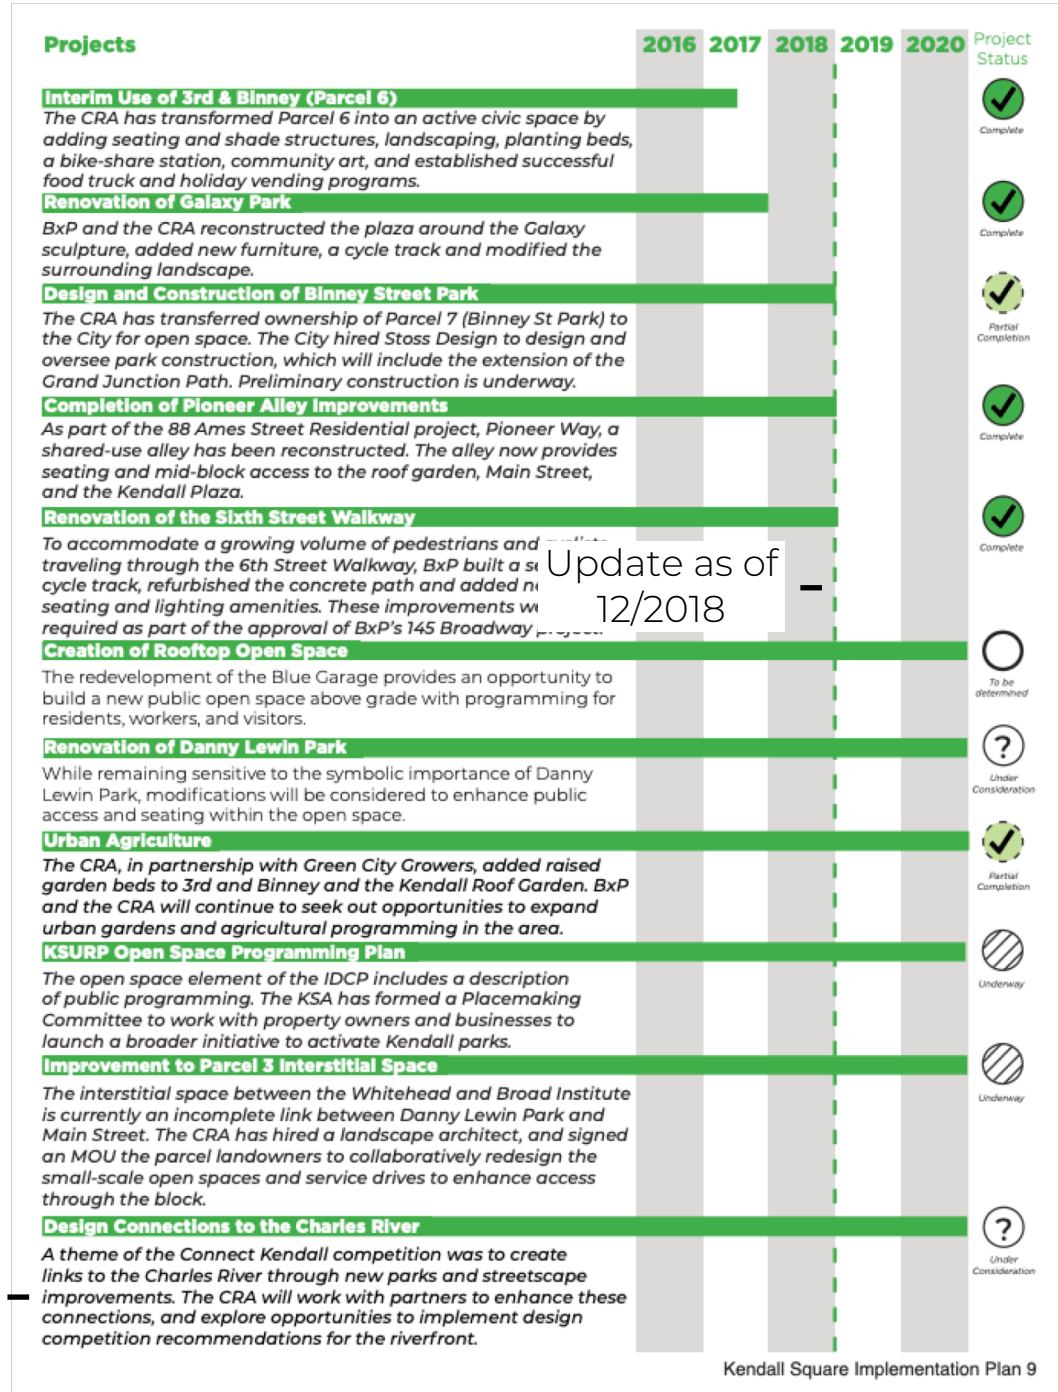 Projects
2016 2017 2018 2019 2020
Project
Status
Interim Use of 3rd & Binney (Parcel 6)
The CRA has transformed Parcel 6 into an active civic space by
adding seating and shade structures, landscaping, planting beds,
a bike-share station, community art, and established successful
food truck and holiday vending programs.
Complete
Renovation of Galaxy Park
BxP and the CRA reconstructed the plaza around the Galaxy
sculpture, added new furniture, a cycle track and modified the
surrounding landscape.
Complete
Design and Construction of Binney Street Park
The CRA has transferred ownership of Parcel 7 (Binney St Park) to
the City for open space. The City hired Stoss Design to design and
oversee park construction, which will include the extension of the
Grand Junction Path. Preliminary construction is underway.
Partial
Completion
Completion of Pioneer Alley Improvements
As part of the 88 Ames Street Residential project, Pioneer Way, a
shared-use alley has been reconstructed. The alley now provides
seating and mid-block access to the roof garden, Main Street,
and the Kendall Plaza.
Complete
Renovation of the Sixth Street Walkway
To accommodate a growing volume of pedestrians and
traveling through the 6th Street Walkway, BxP built a
cycle track, refurbished the concrete path and added
seating and lighting amenities. These improvements
required as part of the approval of BxP's 145 Broadway
Complete
Update as of
12/2018
Creation of Rooftop Open Space
The redevelopment of the Blue Garage provides an opportunity to
build a new public open space above grade with programming for
residents, workers, and visitors.
To be
determined
Renovation of Danny Lewin Park
While remaining sensitive to the symbolic importance of Danny
Lewin Park, modifications will be considered to enhance public
access and seating within the open space.
?
Under
Consideration
Urban Agriculture
The CRA, in partnership with Green City Growers, added raised
garden beds to 3rd and Binney and the Kendall Roof Garden. BxP
and the CRA will continue to seek out opportunities to expand
urban gardens and agricultural programming in the area.
Partial
Completion
KSURP Open Space Programming Plan
The open space element of the IDCP includes a description
of public programming. The KSA has formed a Placemaking
Committee to work with property owners and businesses to
launch a broader initiative to activate Kendall parks.
Underway
Improvement to Parcel 3 Interstitial Space
The interstitial space between the Whitehead and Broad Institute
is currently an incomplete link between Danny Lewin Park and
Main Street. The CRA has hired a landscape architect, and signed
an MOU the parcel landowners to collaboratively redesign the
small-scale open spaces and service drives to enhance access
through the block.
Underway
Design Connections to the Charles River
A theme of the Connect Kendall competition was to create
links to the Charles River through new parks and streetscape
improvements. The CRA will work with partners to enhance these
connections, and explore opportunities to implement design
competition recommendations for the riverfront.
?
Under
Consideration
Kendall Square Implementation Plan 9